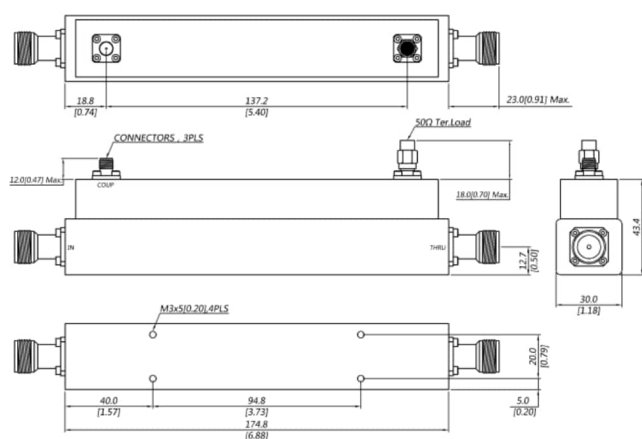 18.8
[0.74]
137.2
[5.40]
23.0[0.91] Max.
CONNECTORS , 3PLS
50Ω Ter.Load
12.0[0.47] Max.
COUP
18.0[0.70] Max.
IN
THRU
12.7
[0.50]
43.4
30.0
[1.18]
M3x5[0.20],4PLS
20.0
[0.79]
40.0
[1.57]
94.8
[3.73]
5.0
[0.20]
174.8
[6.88]